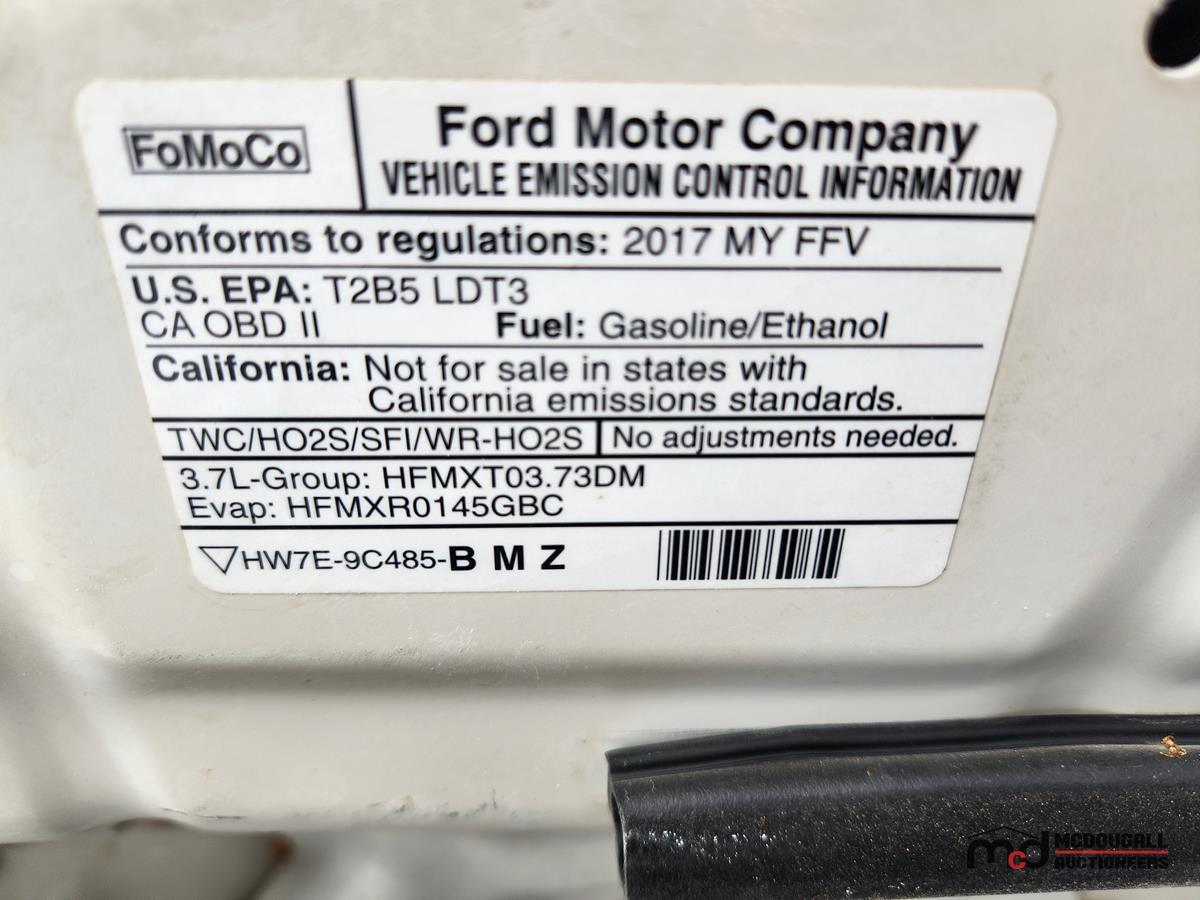 FoMoCo
Ford Motor Company
VEHICLE EMISSION CONTROL INFORMATION
Conforms to regulations: 2017 MY FFV
U.S. EPA: T2B5 LDT3
CA OBD II Fuel: Gasoline/Ethanol
California: Not for sale in states with
California emissions standards.
TWC/HO2S/SFI/WR-HO2S No adjustments needed.
3.7L-Group: HFMXT03.73DM
Evap: HFMXR0145GBC
HW7E-9C485-B M Z
mcd MCDOUGALL
AUCTIONEERS